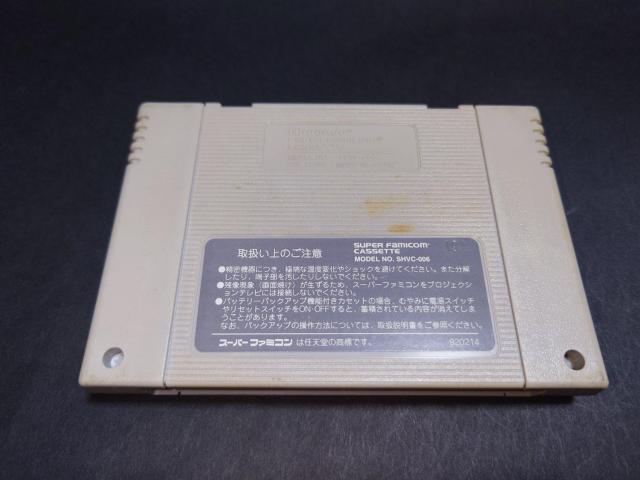 Nintendo
取扱い上のご注意
SUPER FAMICOM
CASSETTE
MODEL NO. SHVC-006
●精密機器につき、極端な温度変化やショックを避けてください。また分解
したり、端子部を汚したりしないでください。
●残像現象(画面焼け)が生ずるため、スーパーファミコンをプロジェクシ
ョンテレビには接続しないでください。
●バッテリーバックアップ機能付きカセットの場合、むやみに電源スイッチ
やリセットスイッチをON・OFFすると、蓄積されている内容が消えてしま
うことがあります。
なお、バックアップの操作方法については、取扱説明書をご参照ください。
スーパーファミコン は任天堂の商標です。
920214